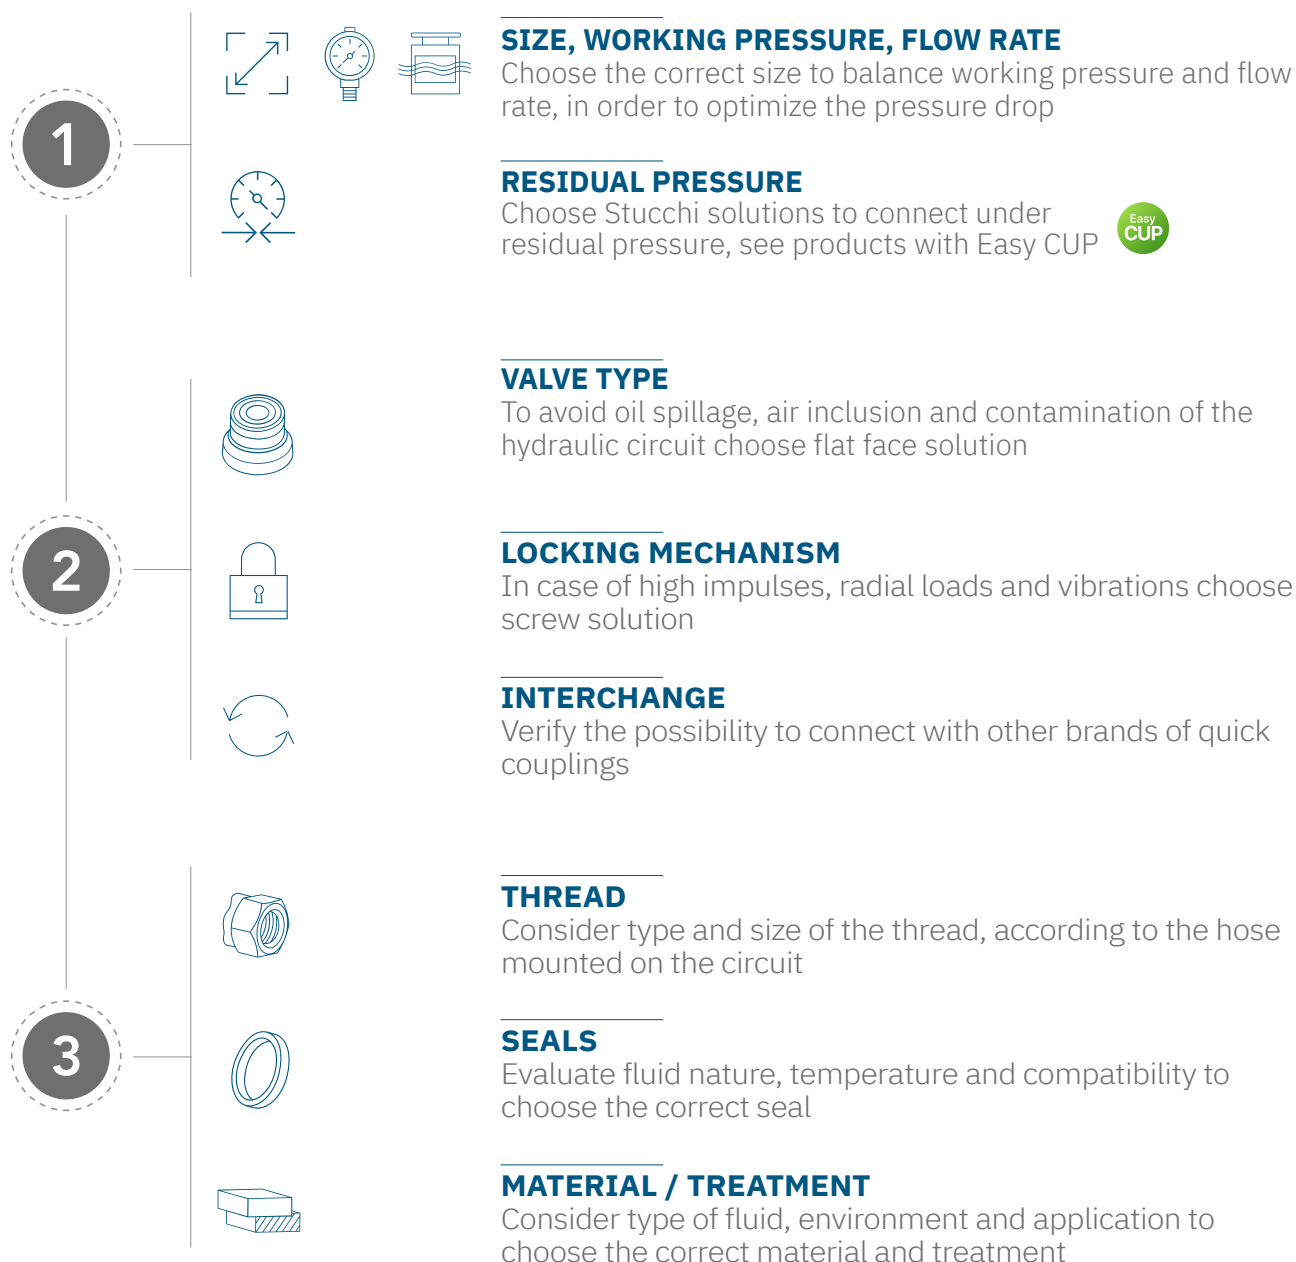 1
SIZE, WORKING PRESSURE, FLOW RATE
Choose the correct size to balance working pressure and flow
rate, in order to optimize the pressure drop
RESIDUAL PRESSURE
Choose Stucchi solutions to connect under
residual pressure, see products with Easy CUP
Easy
CUP
2
VALVE TYPE
To avoid oil spillage, air inclusion and contamination of the
hydraulic circuit choose flat face solution
LOCKING MECHANISM
In case of high impulses, radial loads and vibrations choose
screw solution
INTERCHANGE
Verify the possibility to connect with other brands of quick
couplings
3
THREAD
Consider type and size of the thread, according to the hose
mounted on the circuit
SEALS
Evaluate fluid nature, temperature and compatibility to
choose the correct seal
MATERIAL / TREATMENT
Consider type of fluid, environment and application to
choose the correct material and treatment